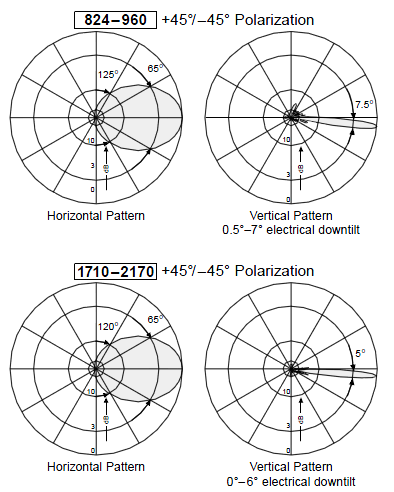 824–960 +45°/–45° Polarization
125° 65°
10
3
0
dB
7.5°
10
3
0
dB
Horizontal Pattern
Vertical Pattern
0.5°–7° electrical downtilt
1710–2170 +45°/–45° Polarization
120° 65°
10
3
0
dB
5°
10
3
0
dB
Horizontal Pattern
Vertical Pattern
0°–6° electrical downtilt